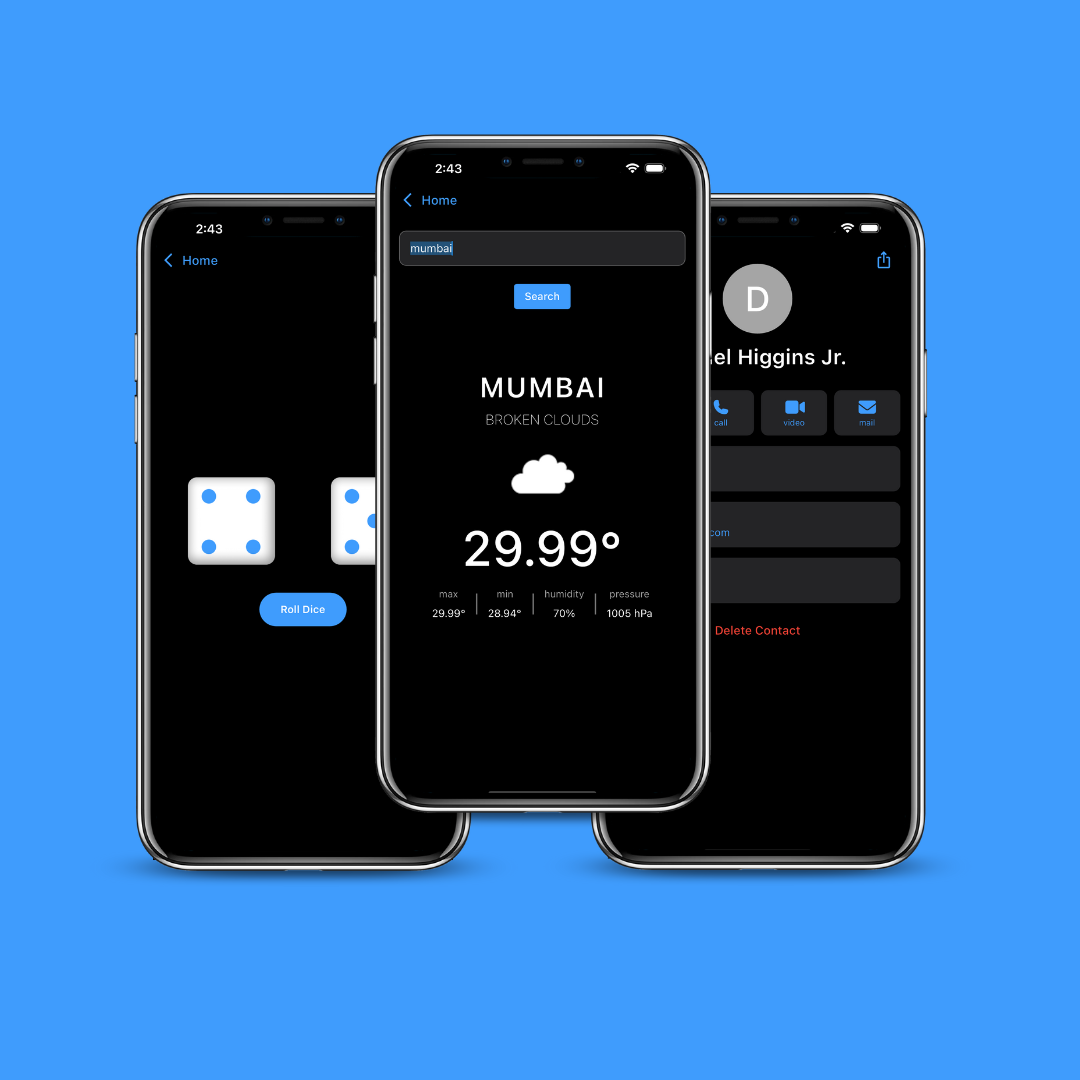 2:43
Home
Roll Dice
2:43
Home
mumbai
Search
MUMBAI
BROKEN CLOUDS
29.99°
max min humidity pressure
29.99° 28.94° 70% 1005 hPa
D
Higgins Jr.
call video mail
com
Delete Contact